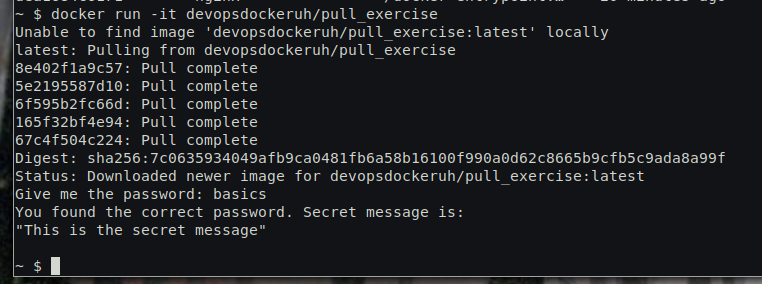 ~ $ docker run -it devopsdockeruh/pull_exercise
Unable to find image 'devopsdockeruh/pull_exercise:latest' locally
latest: Pulling from devopsdockeruh/pull_exercise
8e402f1a9c57: Pull complete
5e2195587d10: Pull complete
6f595b2fc66d: Pull complete
165f32bf4e94: Pull complete
67c4f504c224: Pull complete
Digest: sha256:7c0635934049afb9ca0481fb6a58b16100f990a0d62c8665b9cfb5c9ada8a99f
Status: Downloaded newer image for devopsdockeruh/pull_exercise:latest
Give me the password: basics
You found the correct password. Secret message is:
"This is the secret message"
~ $